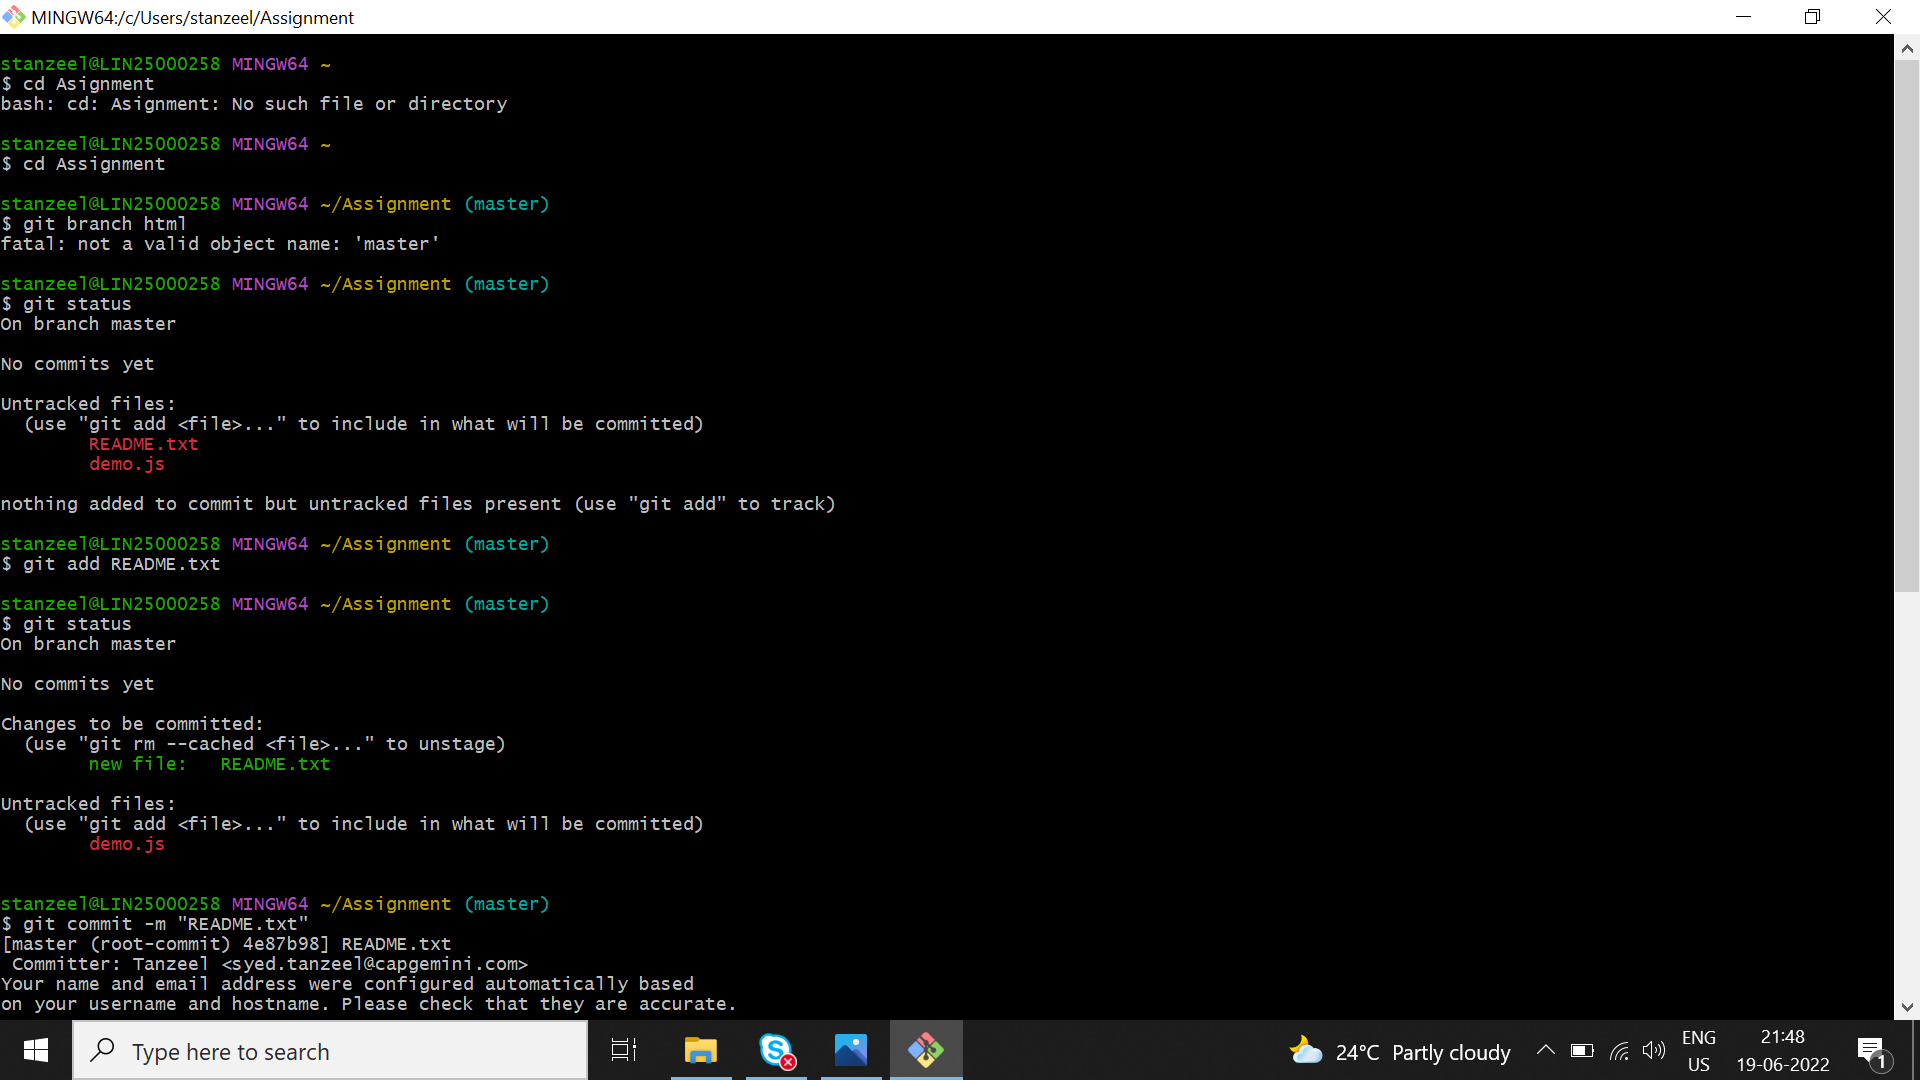 MINGW64:/c/Users/stanzeel/Assignment
stanzeel@LIN25000258 MINGW64 ~
$ cd Asignment
bash: cd: Asignment: No such file or directory
stanzeel@LIN25000258 MINGW64 ~
$ cd Assignment
stanzeel@LIN25000258 MINGW64 ~/Assignment (master)
$ git branch html
fatal: not a valid object name: 'master'
stanzeel@LIN25000258 MINGW64 ~/Assignment (master)
$ git status
On branch master
No commits yet
Untracked files:
  (use "git add <file>..." to include in what will be committed)
        README.txt
        demo.js
nothing added to commit but untracked files present (use "git add" to track)
stanzeel@LIN25000258 MINGW64 ~/Assignment (master)
$ git add README.txt
stanzeel@LIN25000258 MINGW64 ~/Assignment (master)
$ git status
On branch master
No commits yet
Changes to be committed:
  (use "git rm --cached <file>..." to unstage)
        new file:   README.txt
Untracked files:
  (use "git add <file>..." to include in what will be committed)
        demo.js
stanzeel@LIN25000258 MINGW64 ~/Assignment (master)
$ git commit -m "README.txt"
[master (root-commit) 4e87b98] README.txt
 Committer: Tanzeel <syed.tanzeel@capgemini.com>
Your name and email address were configured automatically based
on your username and hostname. Please check that they are accurate.
Type here to search
24°C Partly cloudy
ENG
US
21:48
19-06-2022
1